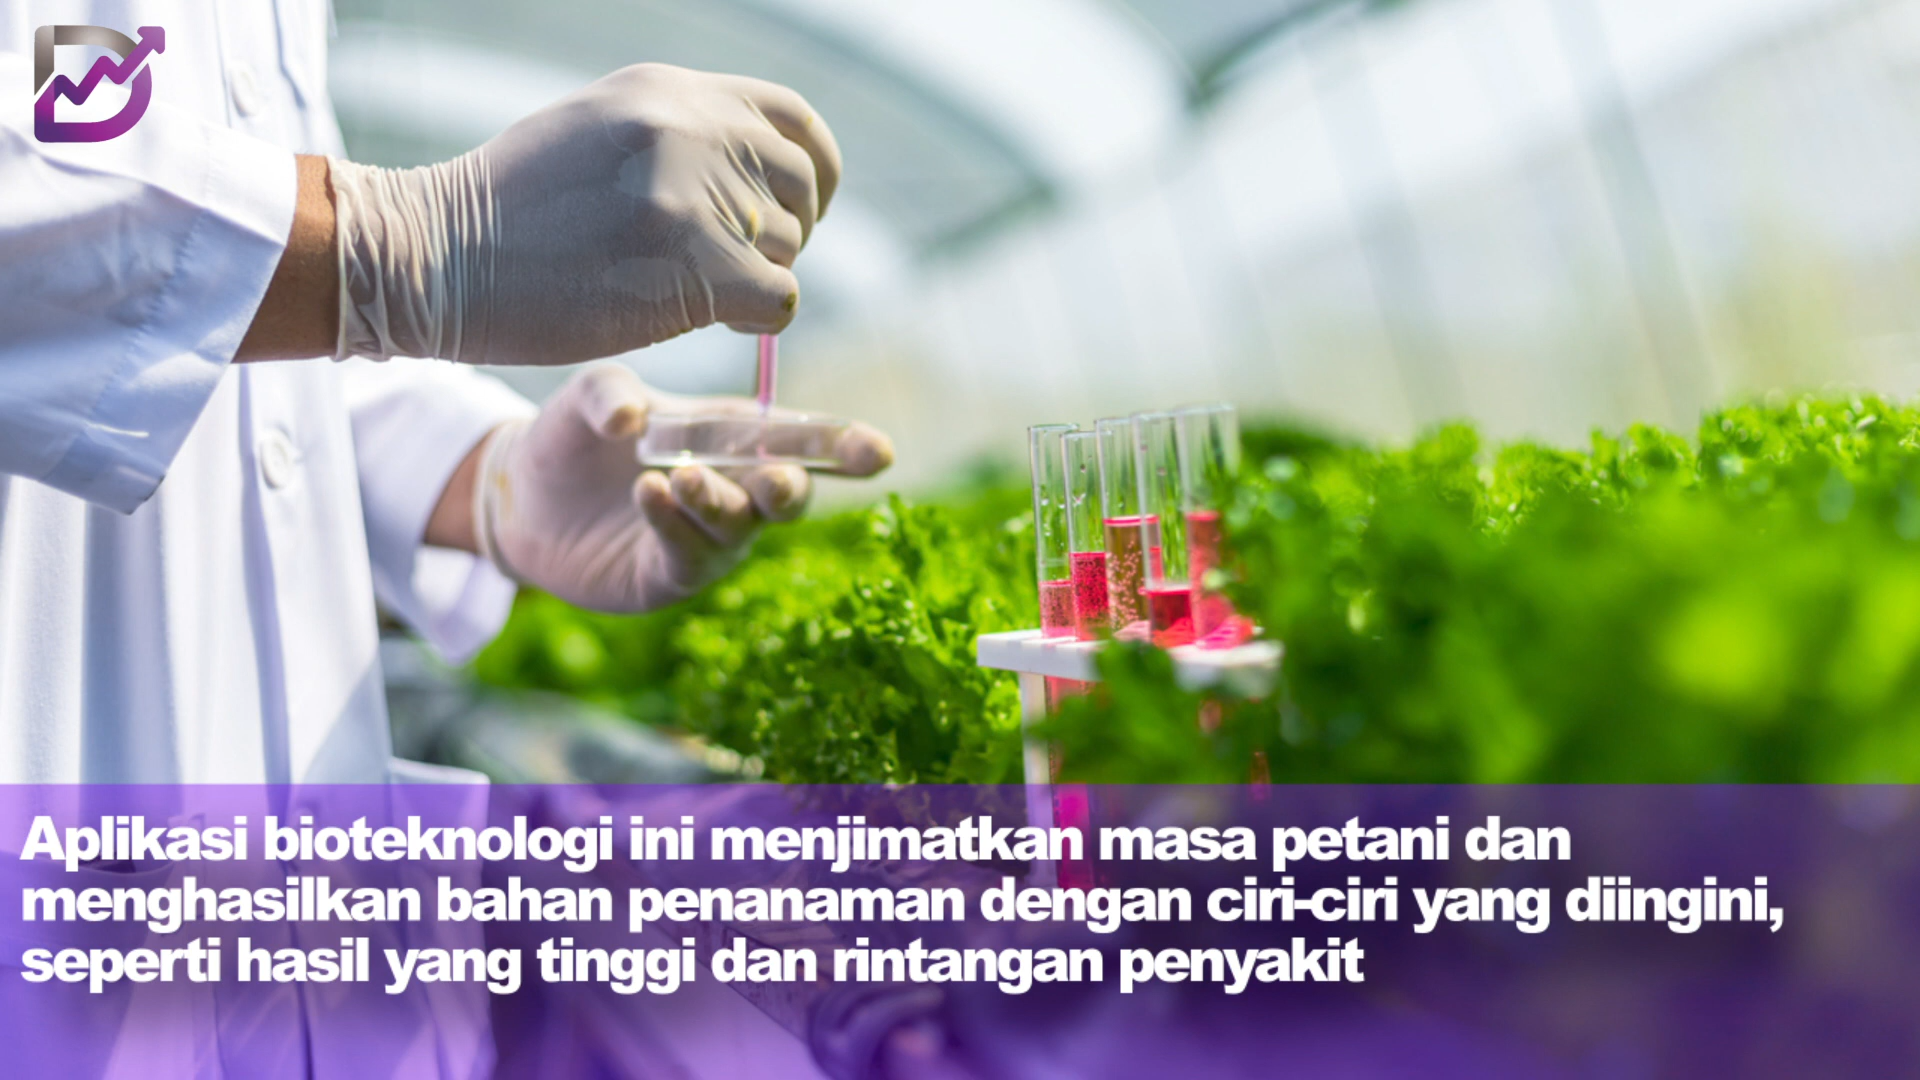 Aplikasi bioteknologi ini menjimatkan masa petani dan
menghasilkan bahan penanaman dengan ciri-ciri yang diingini,
seperti hasil yang tinggi dan rintangan penyakit